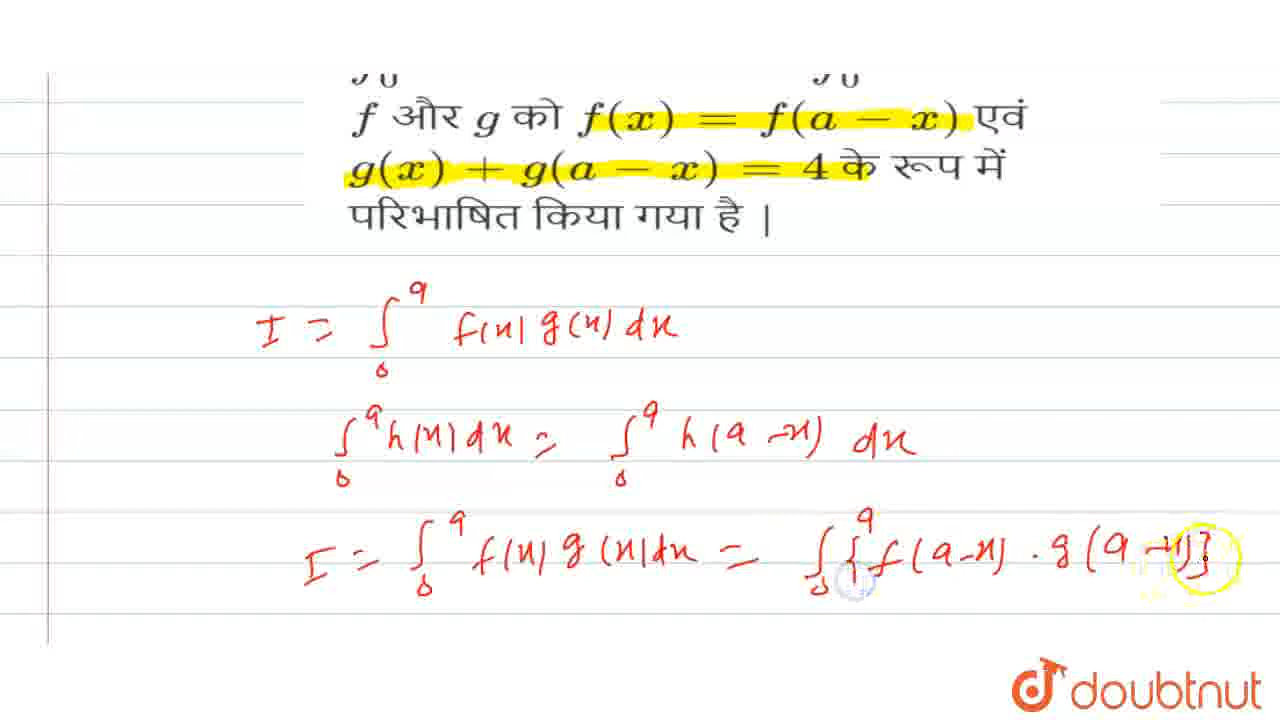 f और g को f(x) = f(a − x) एवं
g(x) + g(a − x) = 4 के रूप में
परिभाषित किया गया है |
I = ∫₀ᵃ f(x) g(x) dx
∫₀ᵃ h(x) dx = ∫₀ᵃ h(a − x) dx
I = ∫₀ᵃ f(x) g(x) dx = ∫₀ᵃ { f(a−x) . g(a−x) }
doubtnut